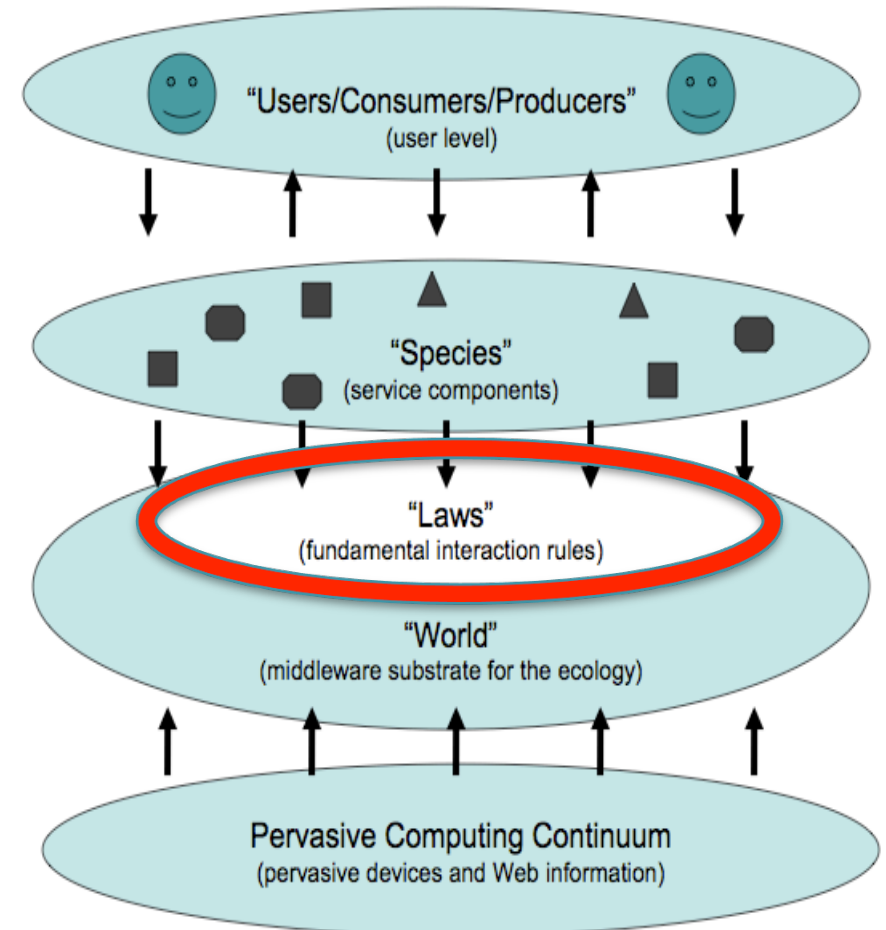 “Users/Consumers/Producers”
(user level)
“Species”
(service components)
“Laws”
(fundamental interaction rules)
“World”
(middleware substrate for the ecology)
Pervasive Computing Continuum
(pervasive devices and Web information)